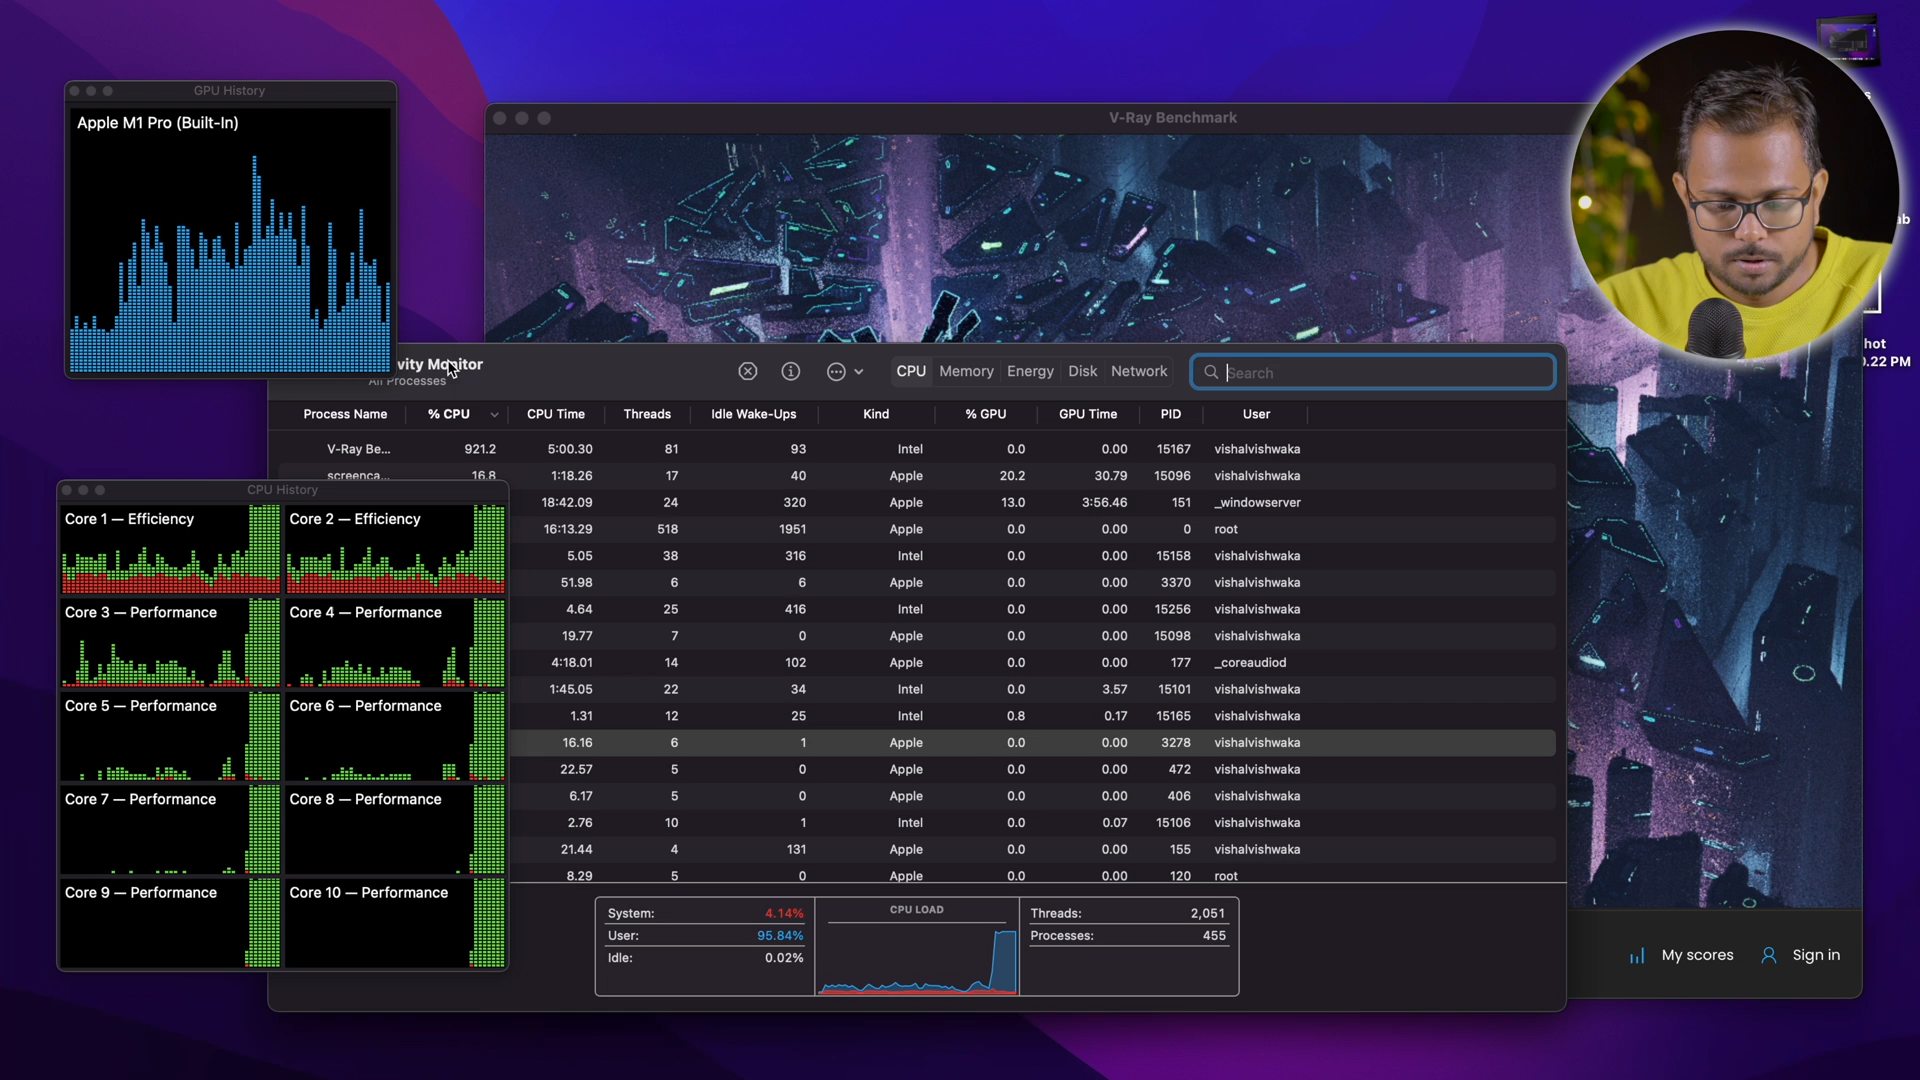 GPU History
Apple M1 Pro (Built-In)
V-Ray Benchmark
ab
hot
.22 PM
vity Monitor
All Processes
CPU Memory Energy Disk Network
Search
Process Name % CPU CPU Time Threads Idle Wake-Ups Kind % GPU GPU Time PID User
V-Ray Be... 921.2 5:00.30 81 93 Intel 0.0 0.00 15167 vishalvishwaka
screenca... 16.8 1:18.26 17 40 Apple 20.2 30.79 15096 vishalvishwaka
18:42.09 24 320 Apple 13.0 3:56.46 151 _windowserver
16:13.29 518 1951 Apple 0.0 0.00 0 root
5.05 38 316 Intel 0.0 0.00 15158 vishalvishwaka
51.98 6 6 Apple 0.0 0.00 3370 vishalvishwaka
4.64 25 416 Intel 0.0 0.00 15256 vishalvishwaka
19.77 7 0 Apple 0.0 0.00 15098 vishalvishwaka
4:18.01 14 102 Apple 0.0 0.00 177 _coreaudiod
1:45.05 22 34 Intel 0.0 3.57 15101 vishalvishwaka
1.31 12 25 Intel 0.8 0.17 15165 vishalvishwaka
16.16 6 1 Apple 0.0 0.00 3278 vishalvishwaka
22.57 5 0 Apple 0.0 0.00 472 vishalvishwaka
6.17 5 0 Apple 0.0 0.00 406 vishalvishwaka
2.76 10 1 Intel 0.0 0.07 15106 vishalvishwaka
21.44 4 131 Apple 0.0 0.00 155 vishalvishwaka
8.29 5 0 Apple 0.0 0.00 120 root
CPU History
Core 1 — Efficiency
Core 2 — Efficiency
Core 3 — Performance
Core 4 — Performance
Core 5 — Performance
Core 6 — Performance
Core 7 — Performance
Core 8 — Performance
Core 9 — Performance
Core 10 — Performance
System: 4.14%
User: 95.84%
Idle: 0.02%
CPU LOAD
Threads: 2,051
Processes: 455
My scores
Sign in